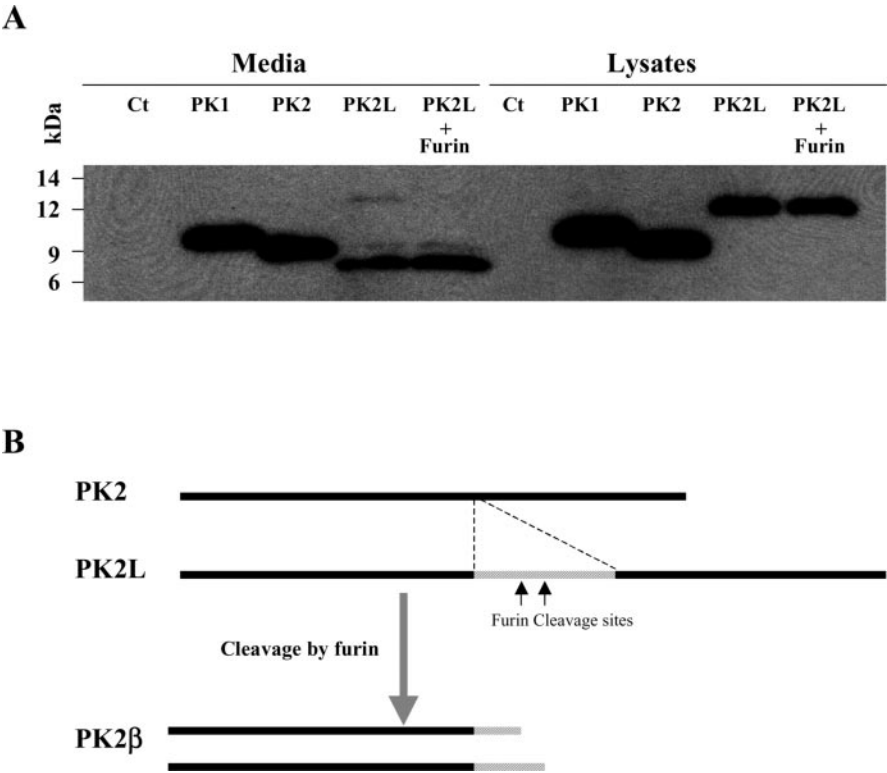 A
Media Lysates
kDa
Ct PK1 PK2 PK2L PK2L + Furin Ct PK1 PK2 PK2L PK2L + Furin
14
12
9
6
B
PK2
PK2L
Furin Cleavage sites
Cleavage by furin
PK2β